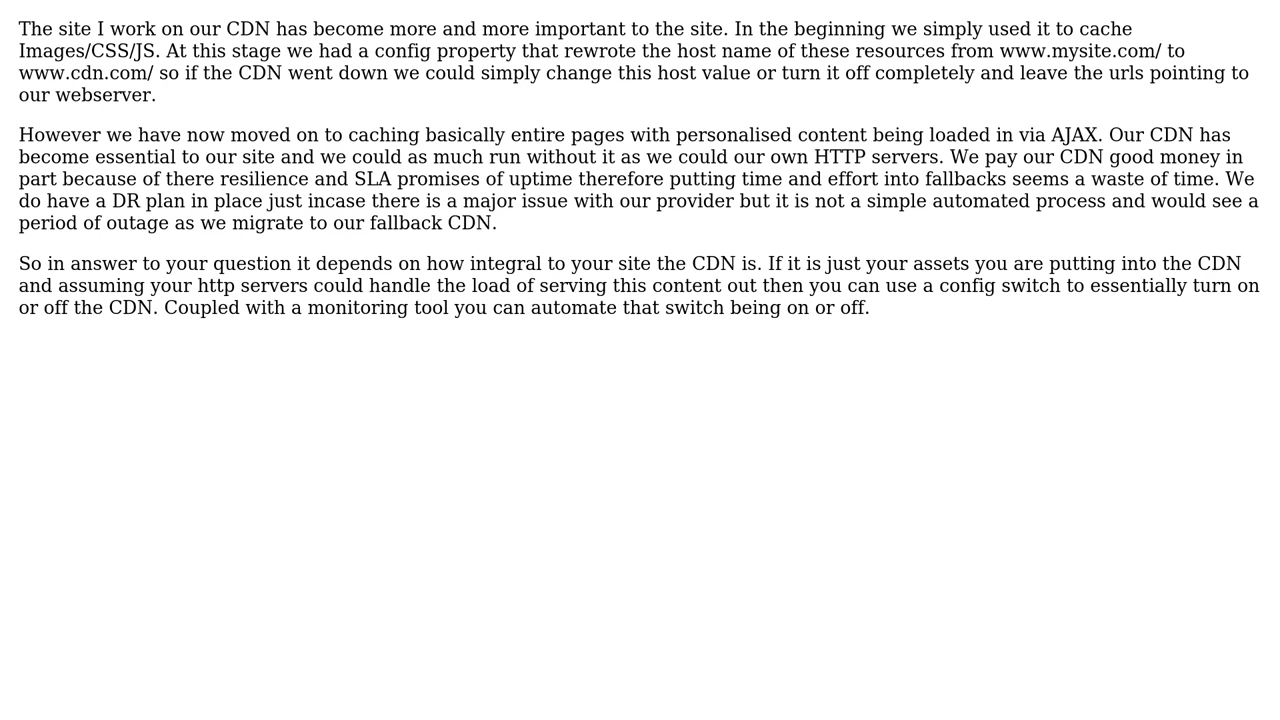 The site I work on our CDN has become more and more important to the site. In the beginning we simply used it to cache
Images/CSS/JS. At this stage we had a config property that rewrote the host name of these resources from www.mysite.com/ to
www.cdn.com/ so if the CDN went down we could simply change this host value or turn it off completely and leave the urls pointing to
our webserver.
However we have now moved on to caching basically entire pages with personalised content being loaded in via AJAX. Our CDN has
become essential to our site and we could as much run without it as we could our own HTTP servers. We pay our CDN good money in
part because of there resilience and SLA promises of uptime therefore putting time and effort into fallbacks seems a waste of time. We
do have a DR plan in place just incase there is a major issue with our provider but it is not a simple automated process and would see a
period of outage as we migrate to our fallback CDN.
So in answer to your question it depends on how integral to your site the CDN is. If it is just your assets you are putting into the CDN
and assuming your http servers could handle the load of serving this content out then you can use a config switch to essentially turn on
or off the CDN. Coupled with a monitoring tool you can automate that switch being on or off.